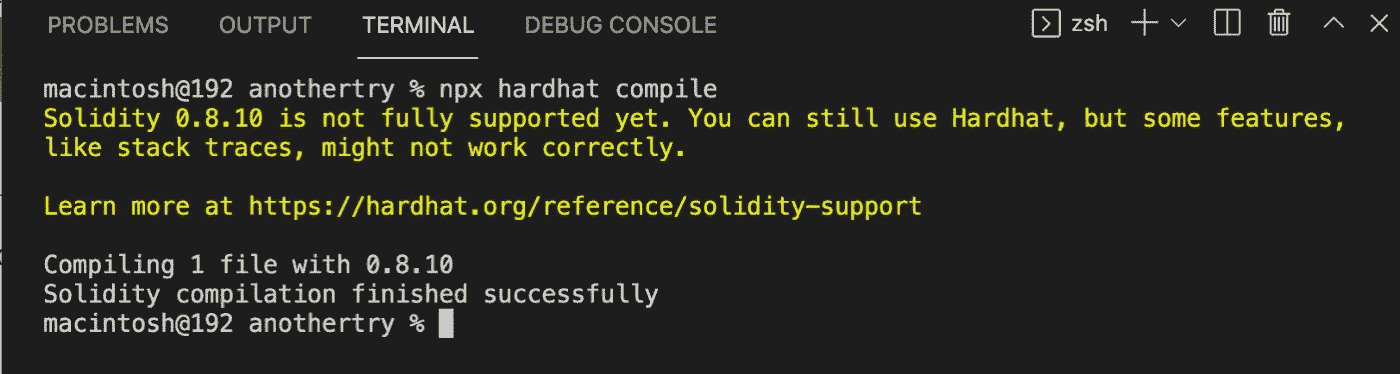 PROBLEMS OUTPUT TERMINAL DEBUG CONSOLE zsh
macintosh@192 anothertry % npx hardhat compile
Solidity 0.8.10 is not fully supported yet. You can still use Hardhat, but some features,
like stack traces, might not work correctly.
Learn more at https://hardhat.org/reference/solidity-support
Compiling 1 file with 0.8.10
Solidity compilation finished successfully
macintosh@192 anothertry %